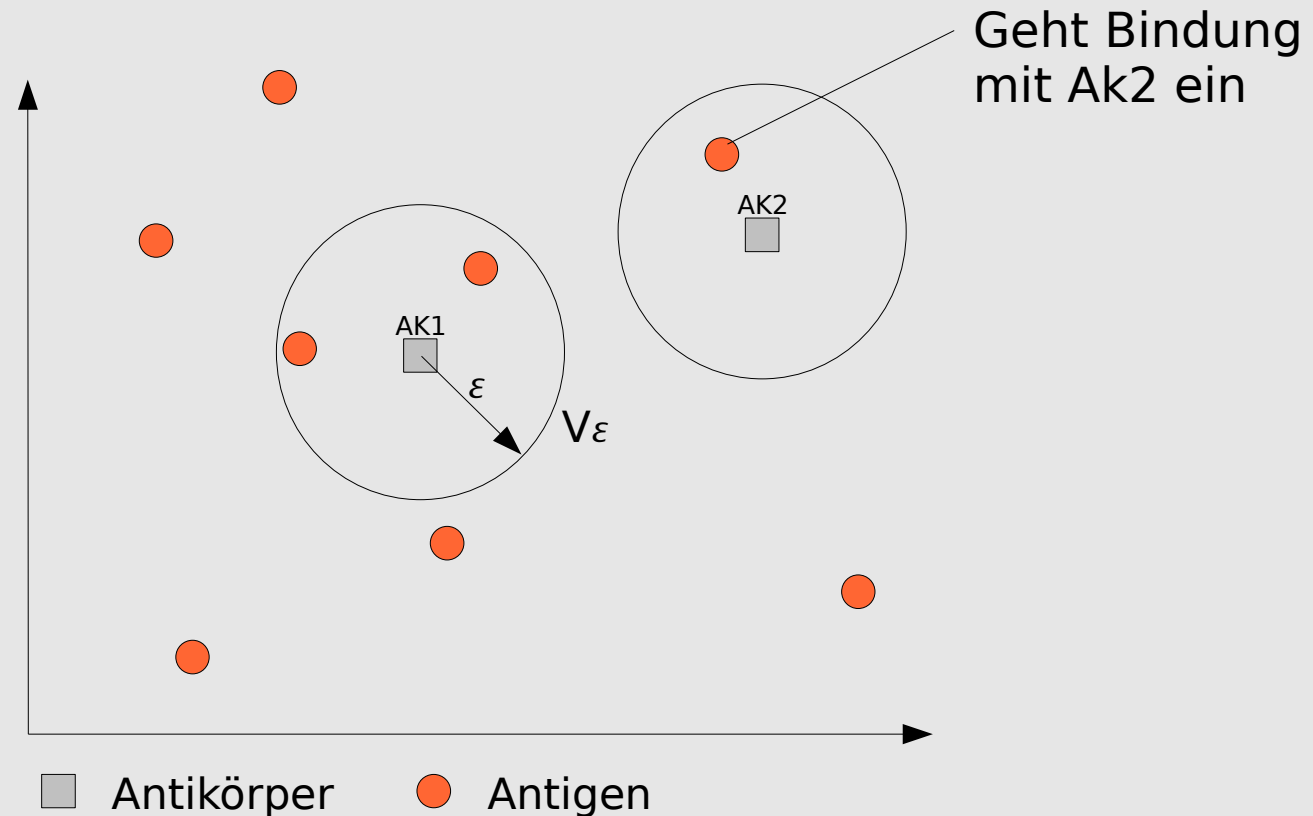 Geht Bindung
mit Ak2 ein
AK2
AK1
ε
Vε
Antikörper
Antigen